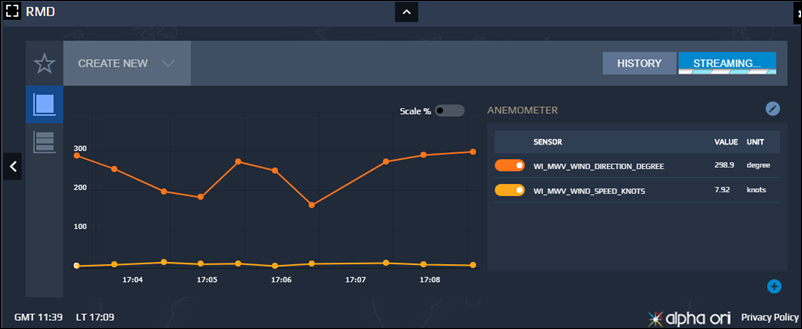 RMD
CREATE NEW
HISTORY
STREAMING...
Scale %
300
200
100
0
17:04 17:05 17:06 17:07 17:08
ANEMOMETER
SENSOR VALUE UNIT
WI_MWV_WIND_DIRECTION_DEGREE 298.9 degree
WI_MWV_WIND_SPEED_KNOTS 7.92 knots
GMT 11:39 LT 17:09
alpha ori Privacy Policy